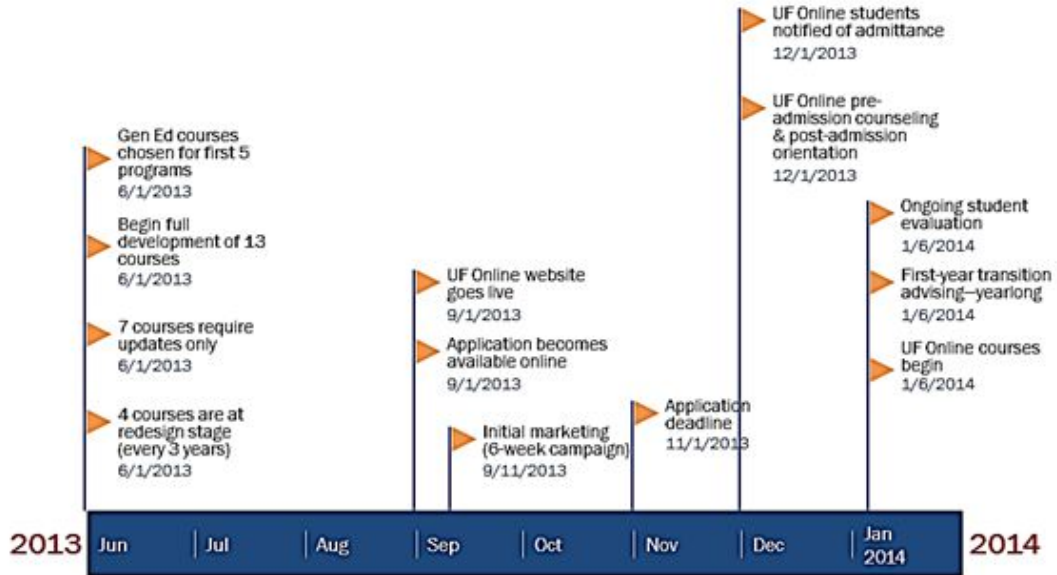 Gen Ed courses
chosen for first 5
programs
6/1/2013
Begin full
development of 13
courses
6/1/2013
7 courses require
updates only
6/1/2013
4 courses are at
redesign stage
(every 3 years)
6/1/2013
UF Online website
goes live
9/1/2013
Application becomes
available online
9/1/2013
Initial marketing
(6-week campaign)
9/11/2013
Application
deadline
11/1/2013
UF Online students
notified of admittance
12/1/2013
UF Online pre-
admission counseling
& post-admission
orientation
12/1/2013
Ongoing student
evaluation
1/6/2014
First-year transition
advising—yearlong
1/6/2014
UF Online courses
begin
1/6/2014
2013 Jun Jul Aug Sep Oct Nov Dec Jan
2014 2014